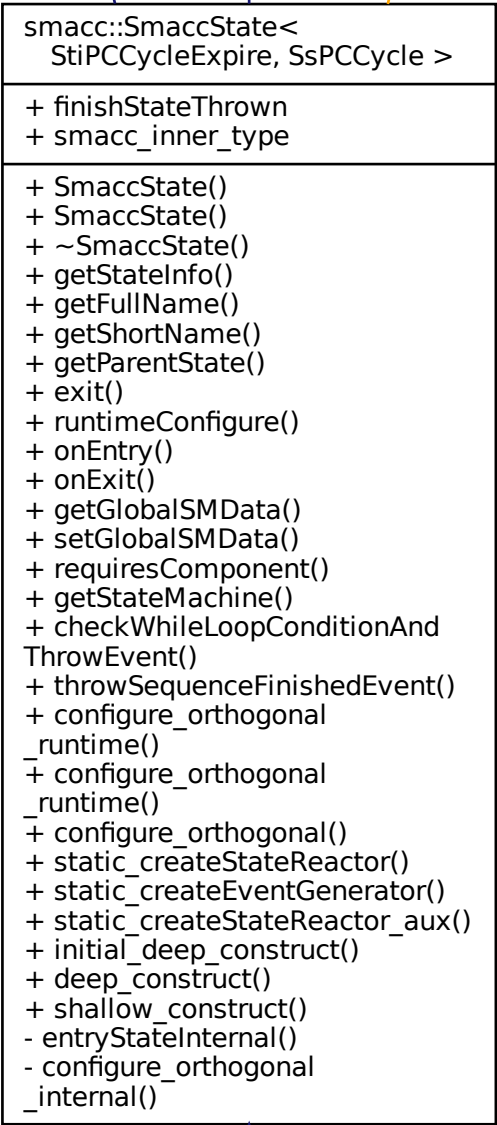 smacc::SmaccState<
StiPCCycleExpire, SsPCCycle >
+ finishStateThrown
+ smacc_inner_type
+ SmaccState()
+ SmaccState()
+ ~SmaccState()
+ getStateInfo()
+ getFullName()
+ getShortName()
+ getParentState()
+ exit()
+ runtimeConfigure()
+ onEntry()
+ onExit()
+ getGlobalSMData()
+ setGlobalSMData()
+ requiresComponent()
+ getStateMachine()
+ checkWhileLoopConditionAnd
ThrowEvent()
+ throwSequenceFinishedEvent()
+ configure_orthogonal
_runtime()
+ configure_orthogonal
_runtime()
+ configure_orthogonal()
+ static_createStateReactor()
+ static_createEventGenerator()
+ static_createStateReactor_aux()
+ initial_deep_construct()
+ deep_construct()
+ shallow_construct()
- entryStateInternal()
- configure_orthogonal
_internal()